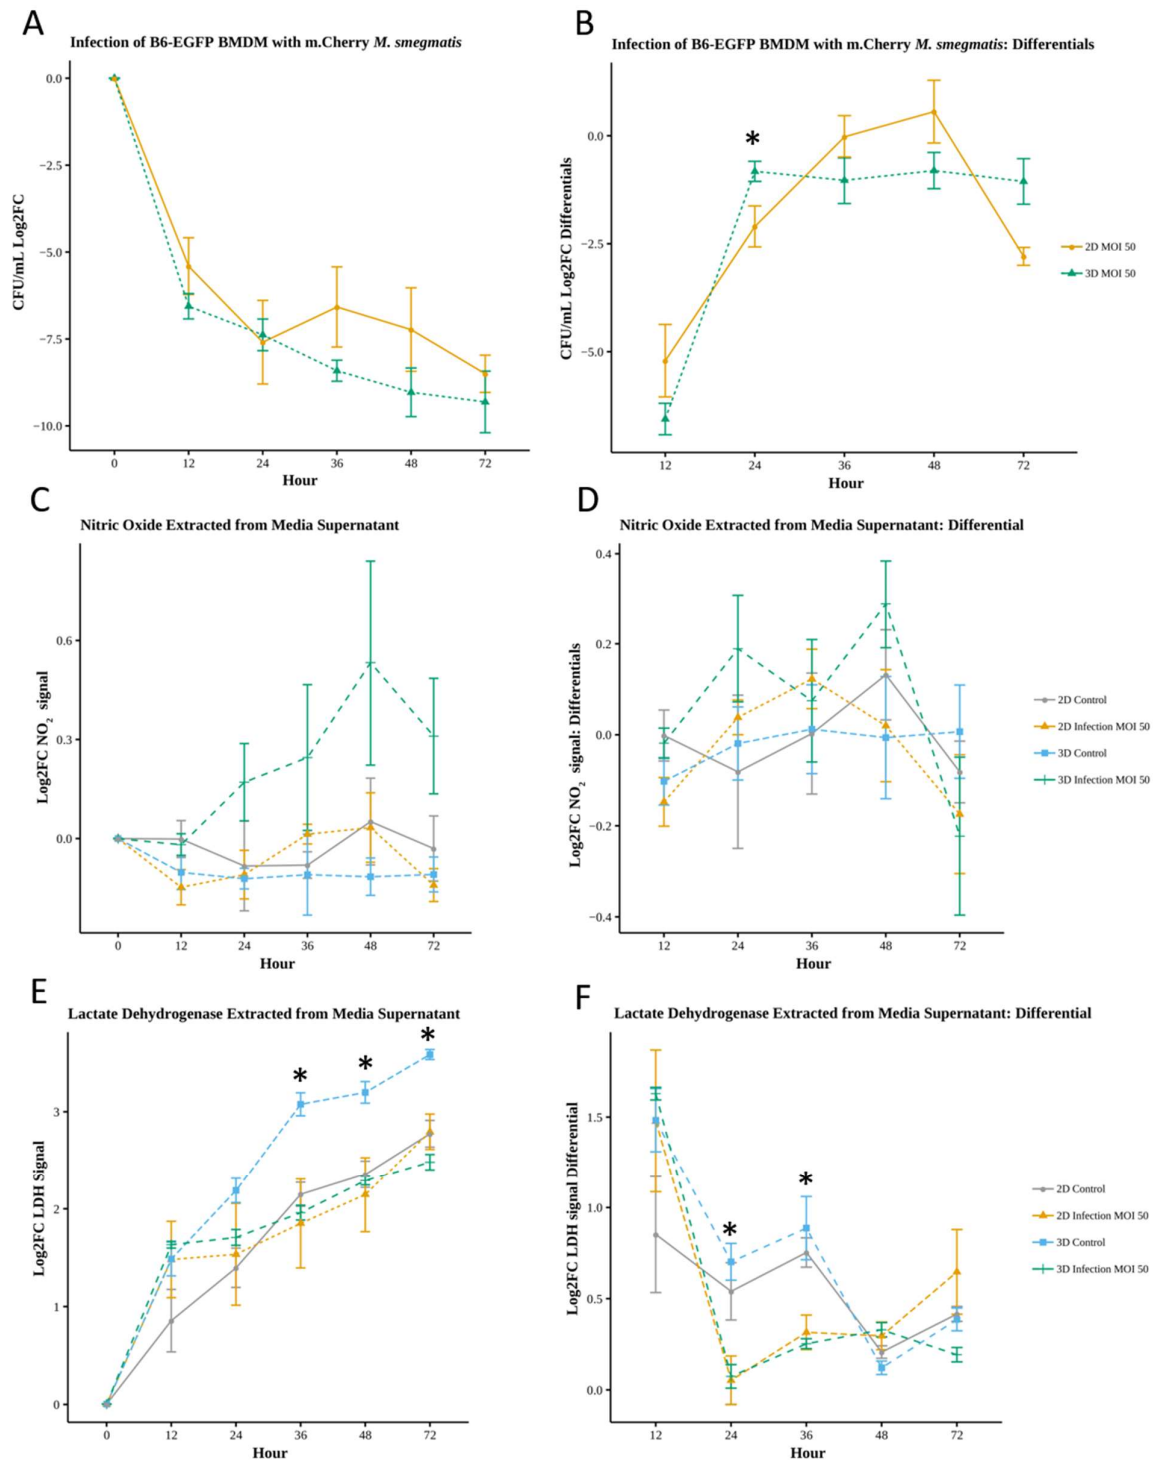 A
Infection of B6-EGFP BMDM with m.Cherry M. smegmatis
CFU/mL Log2FC
0.0
−2.5
−5.0
−7.5
−10.0
0 12 24 36 48 72
Hour
B
Infection of B6-EGFP BMDM with m.Cherry M. smegmatis: Differentials
CFU/mL Log2FC Differentials
0.0
−2.5
−5.0
*
12 24 36 48 72
Hour
2D MOI 50
3D MOI 50
C
Nitric Oxide Extracted from Media Supernatant
Log2FC NO₂ signal
0.6
0.3
0.0
0 12 24 36 48 72
Hour
D
Nitric Oxide Extracted from Media Supernatant: Differential
Log2FC NO₂ signal: Differentials
0.4
0.2
0.0
−0.2
−0.4
12 24 36 48 72
Hour
2D Control
2D Infection MOI 50
3D Control
3D Infection MOI 50
E
Lactate Dehydrogenase Extracted from Media Supernatant
Log2FC LDH Signal
3
2
1
0
* * *
0 12 24 36 48 72
Hour
F
Lactate Dehydrogenase Extracted from Media Supernatant: Differential
Log2FC LDH signal Differential
1.5
1.0
0.5
0.0
* *
12 24 36 48 72
Hour
2D Control
2D Infection MOI 50
3D Control
3D Infection MOI 50